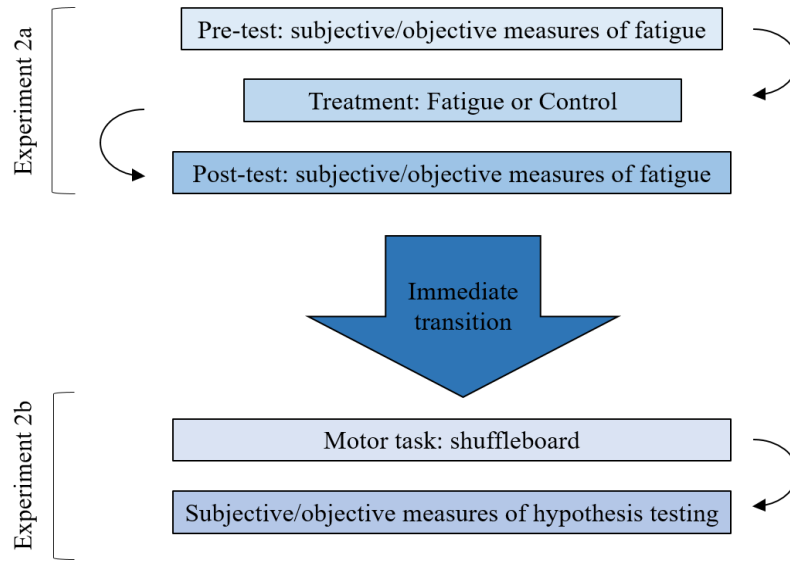 Experiment 2a
Pre-test: subjective/objective measures of fatigue
Treatment: Fatigue or Control
Post-test: subjective/objective measures of fatigue
Immediate
transition
Experiment 2b
Motor task: shuffleboard
Subjective/objective measures of hypothesis testing